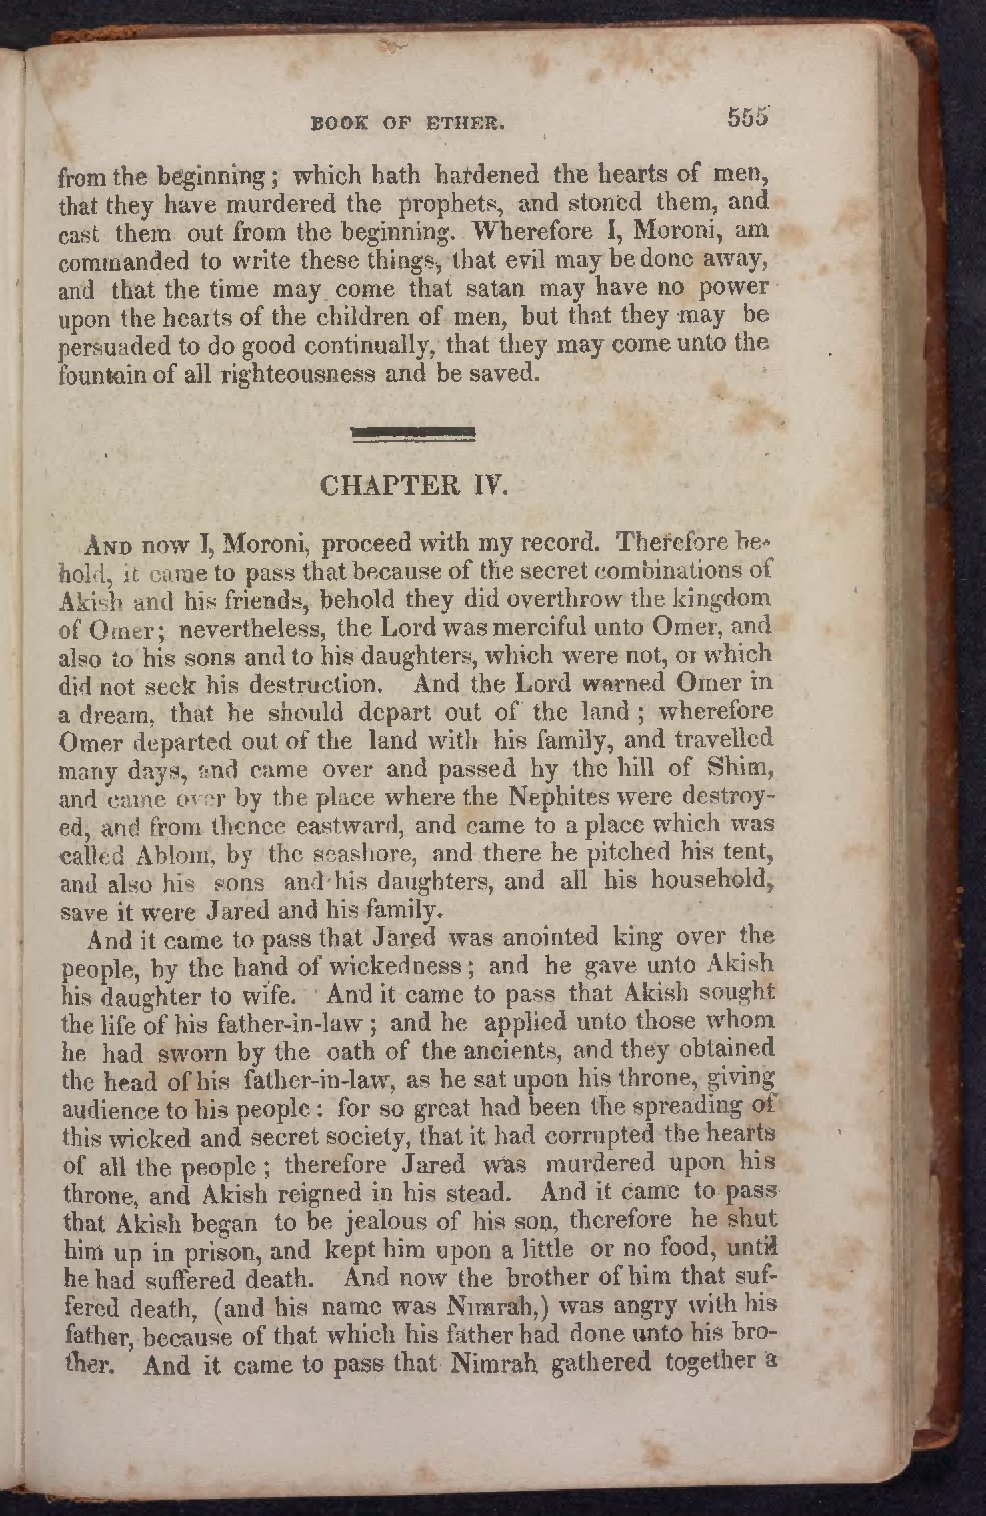 BOOK OF ETHER. 555
from the beginning; which hath hardened the hearts of men,
that they have murdered the prophets, and stoned them, and
cast them out from the beginning. Wherefore I, Moroni, am
commanded to write these things, that evil may be done away,
and that the time may come that satan may have no power
upon the hearts of the children of men, but that they may be
persuaded to do good continually, that they may come unto the
fountain of all righteousness and be saved.
CHAPTER IV.
AND now I, Moroni, proceed with my record. Therefore be-
hold, it came to pass that because of the secret combinations of
Akish and his friends, behold they did overthrow the kingdom
of Omer; nevertheless, the Lord was merciful unto Omer, and
also to his sons and to his daughters, which were not, or which
did not seek his destruction. And the Lord warned Omer in
a dream, that he should depart out of the land; wherefore
Omer departed out of the land with his family, and travelled
many days, and came over and passed by the hill of Shim,
and came over by the place where the Nephites were destroy-
ed, and from thence eastward, and came to a place which was
called Ablom, by the seashore, and there he pitched his tent,
and also his sons and his daughters, and all his household,
save it were Jared and his family.
And it came to pass that Jared was anointed king over the
people, by the hand of wickedness; and he gave unto Akish
his daughter to wife. And it came to pass that Akish sought
the life of his father-in-law; and he applied unto those whom
he had sworn by the oath of the ancients, and they obtained
the head of his father-in-law, as he sat upon his throne, giving
audience to his people: for so great had been the spreading of
this wicked and secret society, that it had corrupted the hearts
of all the people; therefore Jared was murdered upon his
throne, and Akish reigned in his stead. And it came to pass
that Akish began to be jealous of his son, therefore he shut
him up in prison, and kept him upon a little or no food, until
he had suffered death. And now the brother of him that suf-
fered death, (and his name was Nimrah,) was angry with his
father, because of that which his father had done unto his bro-
ther. And it came to pass that Nimrah gathered together a